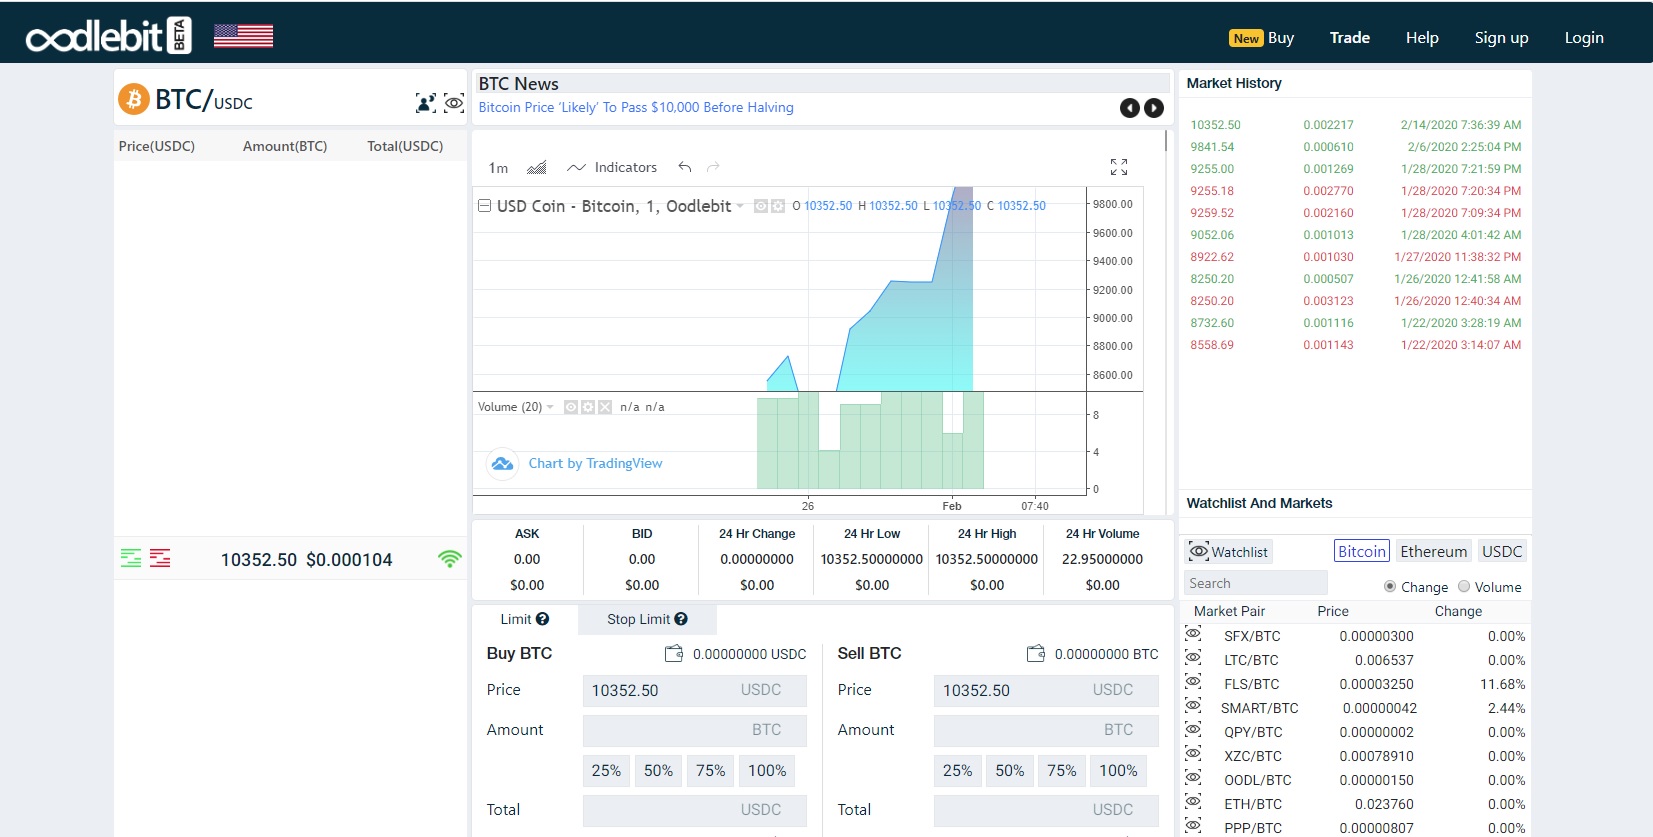 oodlebit BETA
New Buy Trade Help Sign up Login
BTC/USDC
Price(USDC) Amount(BTC) Total(USDC)
10352.50 $0.000104
BTC News
Bitcoin Price ‘Likely’ To Pass $10,000 Before Halving
1m Indicators
USD Coin - Bitcoin, 1, Oodlebit O 10352.50 H 10352.50 L 10352.50 C 10352.50
9800.00
9600.00
9400.00
9200.00
9000.00
8800.00
8600.00
Volume (20) n/a n/a
8
4
0
Chart by TradingView
26 Feb 07:40
ASK BID 24 Hr Change 24 Hr Low 24 Hr High 24 Hr Volume
0.00 0.00 0.00000000 10352.50000000 10352.50000000 22.95000000
$0.00 $0.00 $0.00 $0.00 $0.00 $0.00
Limit Stop Limit
Buy BTC 0.00000000 USDC
Price 10352.50 USDC
Amount BTC
25% 50% 75% 100%
Total USDC
Sell BTC 0.00000000 BTC
Price 10352.50 USDC
Amount BTC
25% 50% 75% 100%
Total USDC
Market History
10352.50 0.002217 2/14/2020 7:36:39 AM
9841.54 0.000610 2/6/2020 2:25:04 PM
9255.00 0.001269 1/28/2020 7:21:59 PM
9255.18 0.002770 1/28/2020 7:20:34 PM
9259.52 0.002160 1/28/2020 7:09:34 PM
9052.06 0.001013 1/28/2020 4:01:42 AM
8922.62 0.001030 1/27/2020 11:38:32 PM
8250.20 0.000507 1/26/2020 12:41:58 AM
8250.20 0.003123 1/26/2020 12:40:34 AM
8732.60 0.001116 1/22/2020 3:28:19 AM
8558.69 0.001143 1/22/2020 3:14:07 AM
Watchlist And Markets
Watchlist Bitcoin Ethereum USDC
Search Change Volume
Market Pair Price Change
SFX/BTC 0.00000300 0.00%
LTC/BTC 0.006537 0.00%
FLS/BTC 0.00003250 11.68%
SMART/BTC 0.00000042 2.44%
QPY/BTC 0.00000002 0.00%
XZC/BTC 0.00078910 0.00%
OODL/BTC 0.00000150 0.00%
ETH/BTC 0.023760 0.00%
PPP/BTC 0.00000807 0.00%